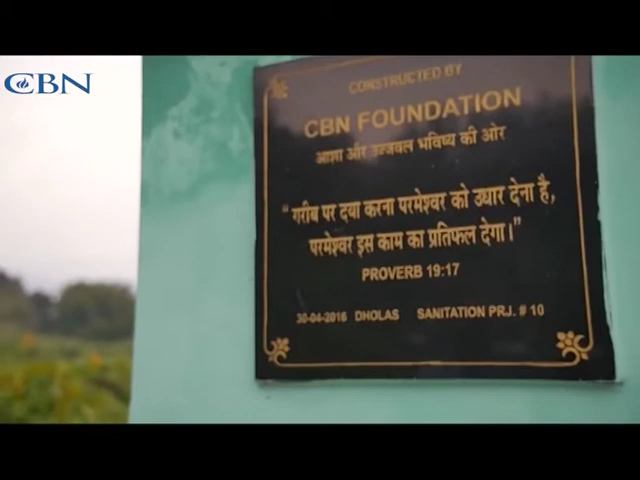 CBN
CONSTRUCTED BY
CBN FOUNDATION
आशा और उज्जवल भविष्य की ओर
"गरीब पर दया करना परमेश्वर को उधार देना है,
परमेश्वर इस काम का प्रतिफल देगा।"
PROVERB 19:17
30-04-2016 DHOLAS SANITATION PRJ. # 10